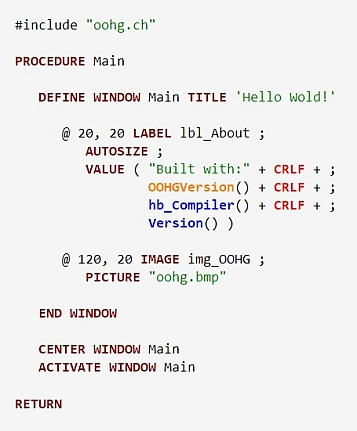 #include "oohg.ch"
PROCEDURE Main
DEFINE WINDOW Main TITLE 'Hello Wold!'
@ 20, 20 LABEL lbl_About ;
AUTOSIZE ;
VALUE ( "Built with:" + CRLF + ;
OOHGVersion() + CRLF + ;
hb_Compiler() + CRLF + ;
Version() )
@ 120, 20 IMAGE img_OOHG ;
PICTURE "oohg.bmp"
END WINDOW
CENTER WINDOW Main
ACTIVATE WINDOW Main
RETURN